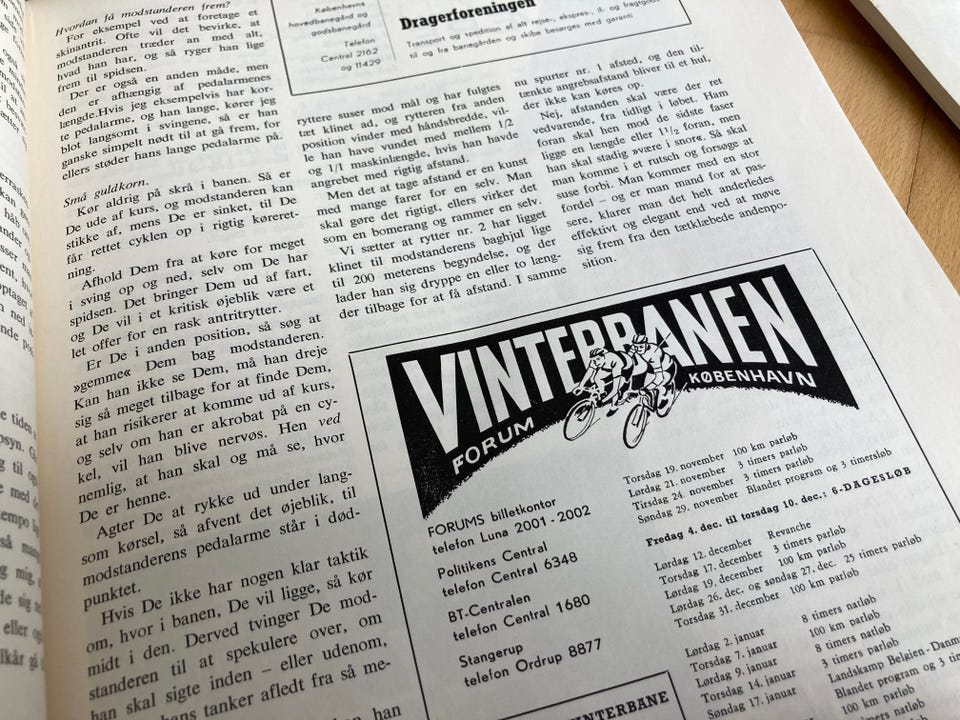 Hvordan få modstanderen frem?
For eksempel ved at foretage et
skinantrit. Ofte vil det bevirke, at
modstanderen træder an med alt,
hvad han har, og så ryger han lige
frem til spidsen.
Der er også en anden måde, men
den er afhængig af pedalarmenes
længde.Hvis jeg eksempelvis har kor-
te pedalarme, og han lange, kører jeg
blot langsomt i svingene, så er han
ganske simpelt nødt til at gå frem, for
ellers støder hans lange pedalarme på.
Små guldkorn.
Kør aldrig på skrå i banen. Så er
De ude af kurs, og modstanderen kan
stikke af, mens De er sinket, til De
får rettet cyklen op i rigtig køreret-
ning.
Afhold Dem fra at køre for meget
i sving op og ned, selv om De har
spidsen. Det bringer Dem ud af fart,
og De vil i et kritisk øjeblik være et
let offer for en rask antritrytter.
Er De i anden position, så søg at
»gemme« Dem bag modstanderen.
Kan han ikke se Dem, må han dreje
sig så meget tilbage for at finde Dem,
at han risikerer at komme ud af kurs,
og selv om han er akrobat på en cy-
kel, vil han blive nervøs. Hen ved
nemlig, at han skal og må se, hvor
De er henne.
Agter De at rykke ud under lang-
som kørsel, så afvent det øjeblik, til
modstanderens pedalarme står i død-
punktet.
Hvis De ikke har nogen klar taktik
om, hvor i banen, De vil ligge, så kør
midt i den. Derved tvinger De mod-
standeren til at spekulere over, om
han skal sigte inden – eller udenom,
hans tanker afledt fra så me-
han
Københavns
hovedbanegård og
godsbanegård
Telefon
Central 2162
og 11429
Dragerforeningen
Transport og spedition af alt rejse-, ekspres-, il- og fragtgods
til og fra banegården og skibe besørges med garanti
ryttere suser mod mål og har fulgtes
tæt klinet ad, og rytteren fra anden
position vinder med håndsbredde, vil-
le han have vundet med mellem 1/2
og 1/1 maskinlængde, hvis han havde
angrebet med rigtig afstand.
Men det at tage afstand er en kunst
med mange farer for en selv. Man
skal gøre det rigtigt, ellers virker det
som en bomerang og rammer en selv.
Vi sætter at rytter nr. 2 har ligget
klinet til modstanderens baghjul lige
til 200 meterens begyndelse, og der
lader han sig dryppe en eller to læng-
der tilbage for at få afstand. I samme
nu spurter nr. 1 afsted, og den til-
tænkte angrebsafstand bliver til et hul,
der ikke kan køres op.
Nej, afstanden skal være der ret
vedvarende, fra tidligt i løbet. Ham
foran skal hen mod de sidste faser
ligge en længde eller 1½ foran, men
han skal stadig være i snore. Så skal
man komme i et rutsch og forsøge at
suse forbi. Man kommer med en stor
fordel – og er man mand for at pas-
sere, klarer man det helt anderledes
effektivt og elegant end ved at møve
sig frem fra den tætklæbede andenpo-
sition.
VINTERBANEN
FORUM
KØBENHAVN
FORUMS billetkontor
telefon Luna 2001 - 2002
Politikens Central
telefon Central 6348
BT-Centralen
telefon Central 1680
Stangerup
telefon Ordrup 8877
Torsdag 19. november 100 km parløb
Lørdag 21. november 3 timers parløb
Tirsdag 24. november 3 timers parløb
Søndag 29. november Blandet program og 3 timersløb
Fredag 4. dec. til torsdag 10. dec.: 6-DAGESLØB
Lørdag 12. december Revanche
Torsdag 17. december 3 timers parløb
Lørdag 19. december 100 km parløb
Lørdag 26. dec. og søndag 27. dec. 25 timers parløb
Torsdag 31. december 100 km parløb
Lørdag 2. januar 8 timers natløb
Torsdag 7. januar 100 km parløb
Lørdag 9. januar 3 timers parløb
Torsdag 14. januar Landskamp Belgien-Danm
Søndag 17. januar Blandet program og 3 tim
100 km parløb
8 timers natløb
VINTERBANE